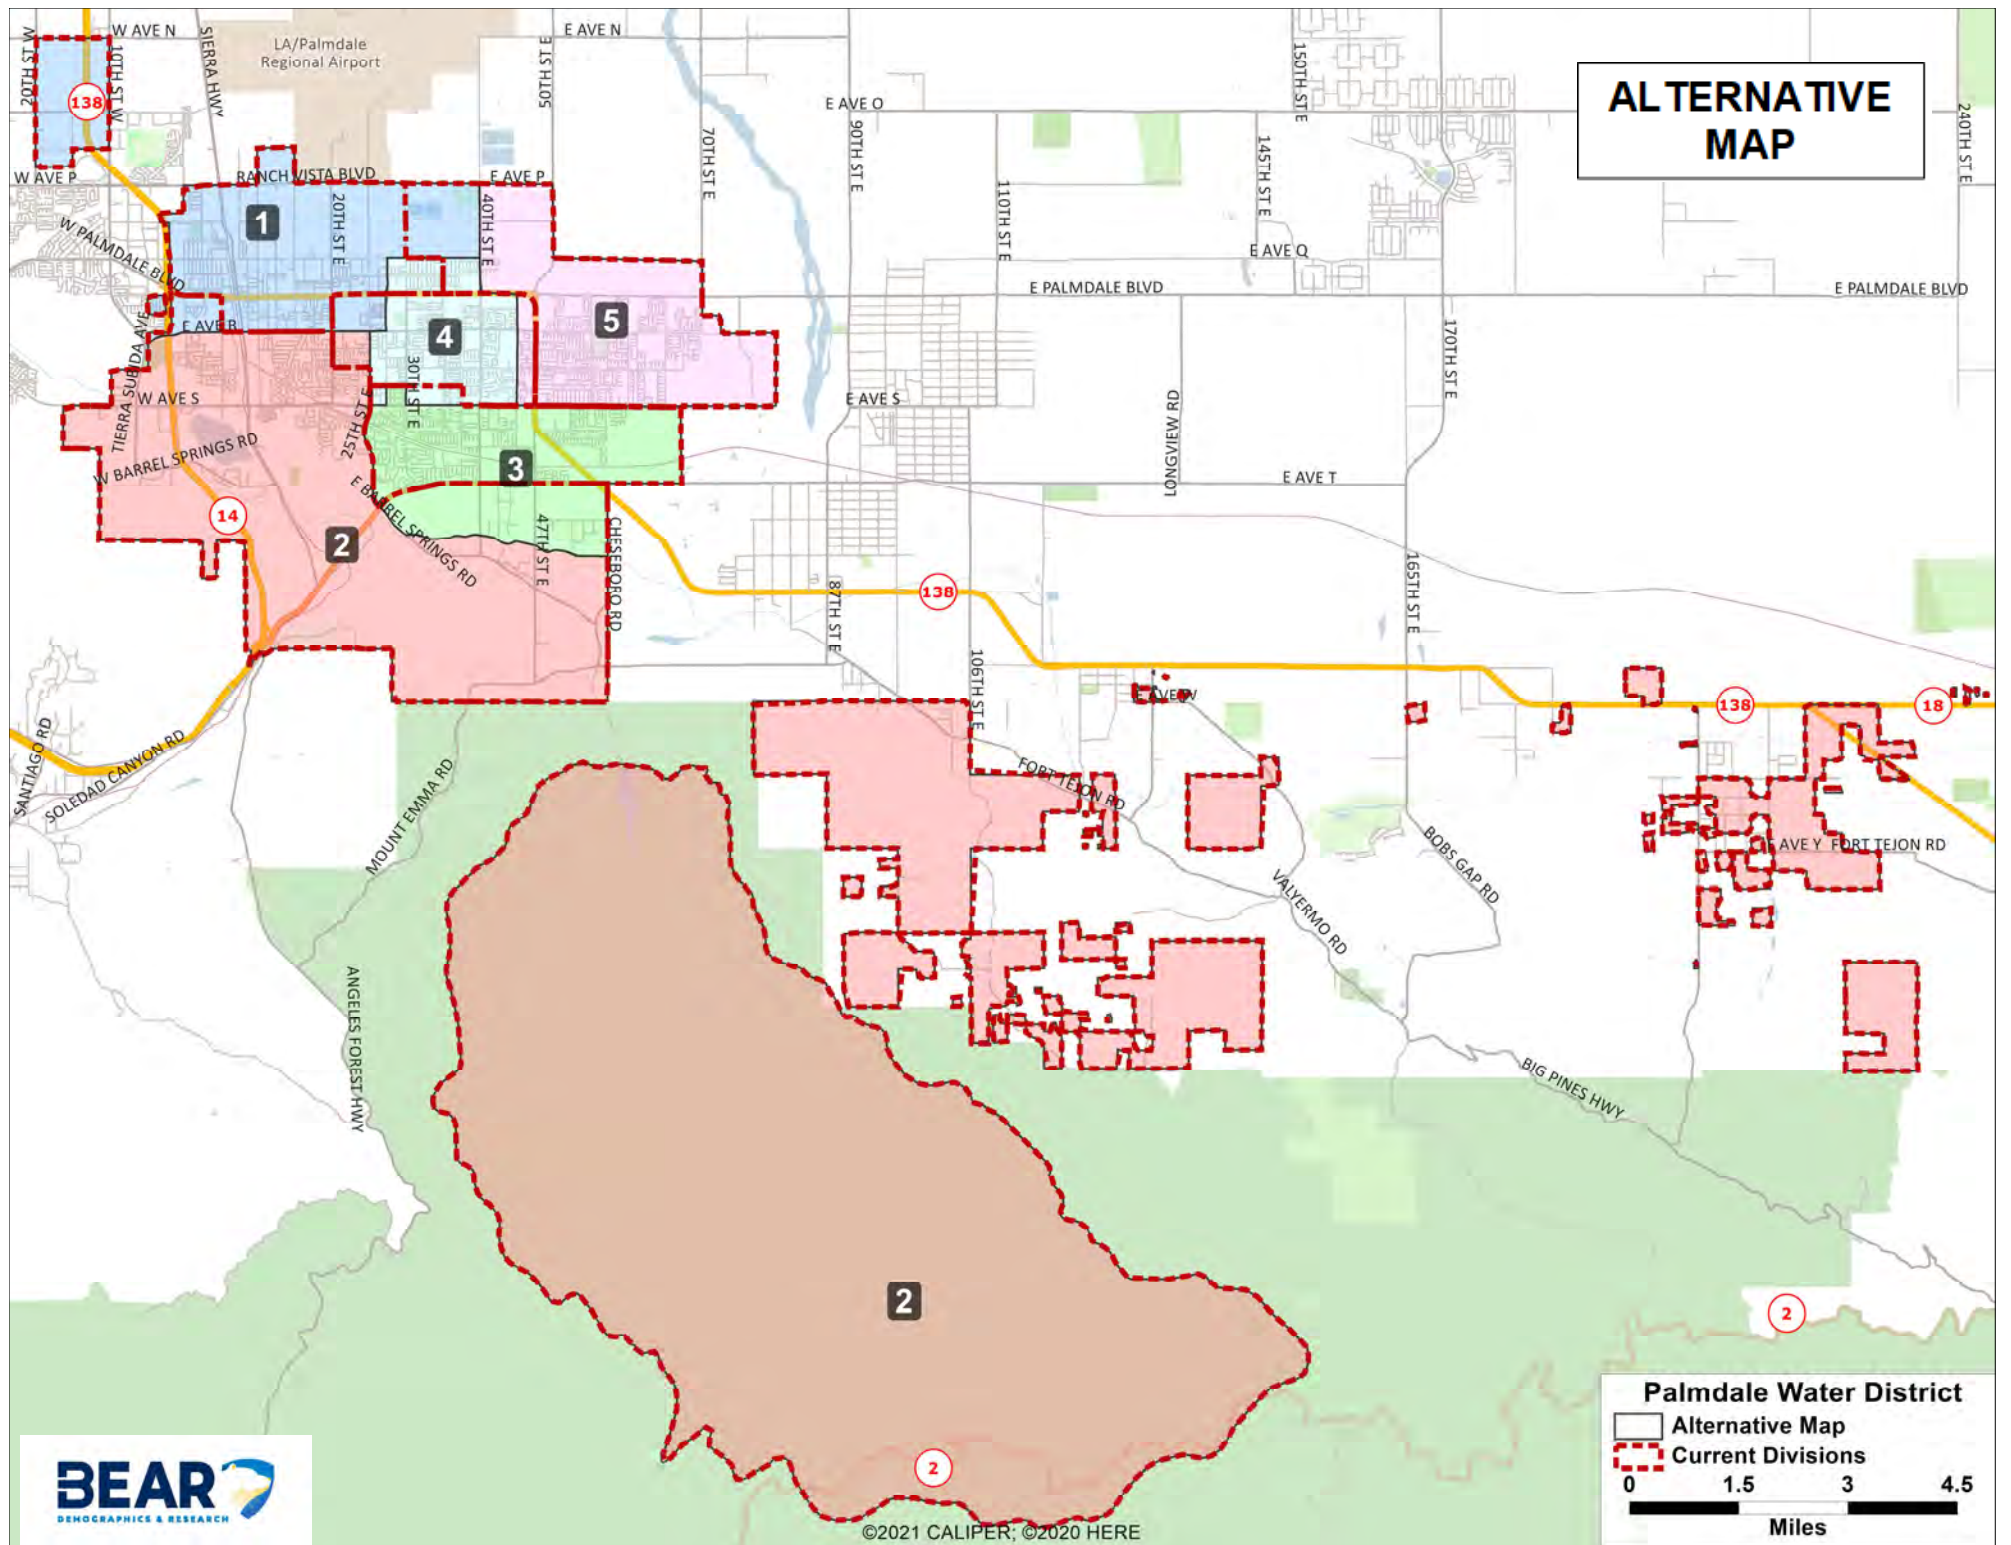 ALTERNATIVE
MAP
W AVE N
E AVE N
LA/Palmdale
Regional Airport
20TH ST W
138
10TH ST W
SIERRA HWY
50TH ST E
150TH ST E
E AVE O
240TH ST E
90TH ST E
70TH ST E
145TH ST E
W AVE P
RANCH VISTA BLVD
E AVE P
1
20TH ST E
40TH ST E
110TH ST E
W PALMDALE BLVD
E AVE Q
E PALMDALE BLVD
E PALMDALE BLVD
E AVE R
4
5
170TH ST E
TIERRA SUBIDA AVE
30TH ST E
W AVE S
25TH ST E
E AVE S
LONGVIEW RD
W BARREL SPRINGS RD
3
E AVE T
E BARREL SPRINGS RD
14
2
47TH ST E
CHESEBORO RD
87TH ST E
138
165TH ST E
106TH ST E
E AVE W
138
18
SANTIAGO RD
SOLEDAD CANYON RD
MOUNT EMMA RD
FORT TEJON RD
BOBS GAP RD
AVE Y
FORT TEJON RD
VALYERMO RD
ANGELES FOREST HWY
BIG PINES HWY
2
2
2
Palmdale Water District
Alternative Map
Current Divisions
0 1.5 3 4.5
Miles
BEAR
DEMOGRAPHICS & RESEARCH
©2021 CALIPER; ©2020 HERE